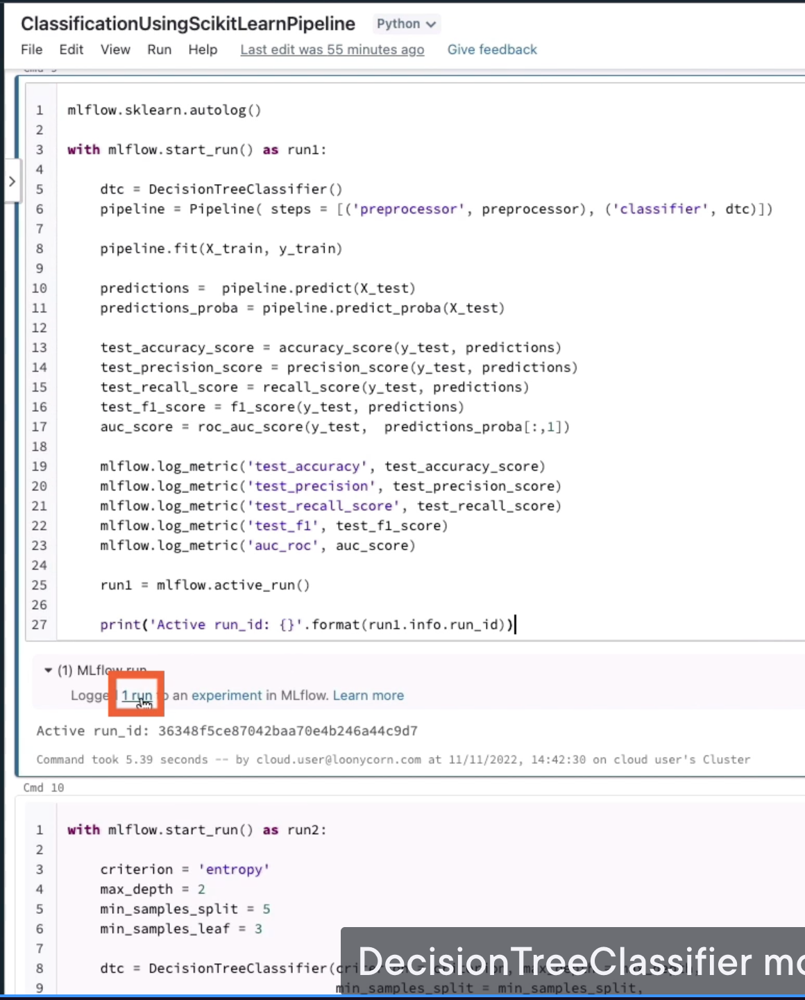 ClassificationUsingScikitLearnPipeline Python
File Edit View Run Help Last edit was 55 minutes ago Give feedback
1 mlflow.sklearn.autolog()
2
3 with mlflow.start_run() as run1:
4
5 dtc = DecisionTreeClassifier()
6 pipeline = Pipeline( steps = [('preprocessor', preprocessor), ('classifier', dtc)])
7
8 pipeline.fit(X_train, y_train)
9
10 predictions =  pipeline.predict(X_test)
11 predictions_proba = pipeline.predict_proba(X_test)
12
13 test_accuracy_score = accuracy_score(y_test, predictions)
14 test_precision_score = precision_score(y_test, predictions)
15 test_recall_score = recall_score(y_test, predictions)
16 test_f1_score = f1_score(y_test, predictions)
17 auc_score = roc_auc_score(y_test,  predictions_proba[:,1])
18
19 mlflow.log_metric('test_accuracy', test_accuracy_score)
20 mlflow.log_metric('test_precision', test_precision_score)
21 mlflow.log_metric('test_recall_score', test_recall_score)
22 mlflow.log_metric('test_f1', test_f1_score)
23 mlflow.log_metric('auc_roc', auc_score)
24
25 run1 = mlflow.active_run()
26
27 print('Active run_id: {}'.format(run1.info.run_id))
(1) MLflow run
Logge 1 run o an experiment in MLflow. Learn more
Active run_id: 36348f5ce87042baa70e4b246a44c9d7
Command took 5.39 seconds -- by cloud.user@loonycorn.com at 11/11/2022, 14:42:30 on cloud user's Cluster
Cmd 10
1 with mlflow.start_run() as run2:
2
3 criterion = 'entropy'
4 max_depth = 2
5 min_samples_split = 5
6 min_samples_leaf = 3
7
8 dtc = DecisionTreeClassifier(
DecisionTreeClassifier mo
9 min_samples_split = min_samples_split,